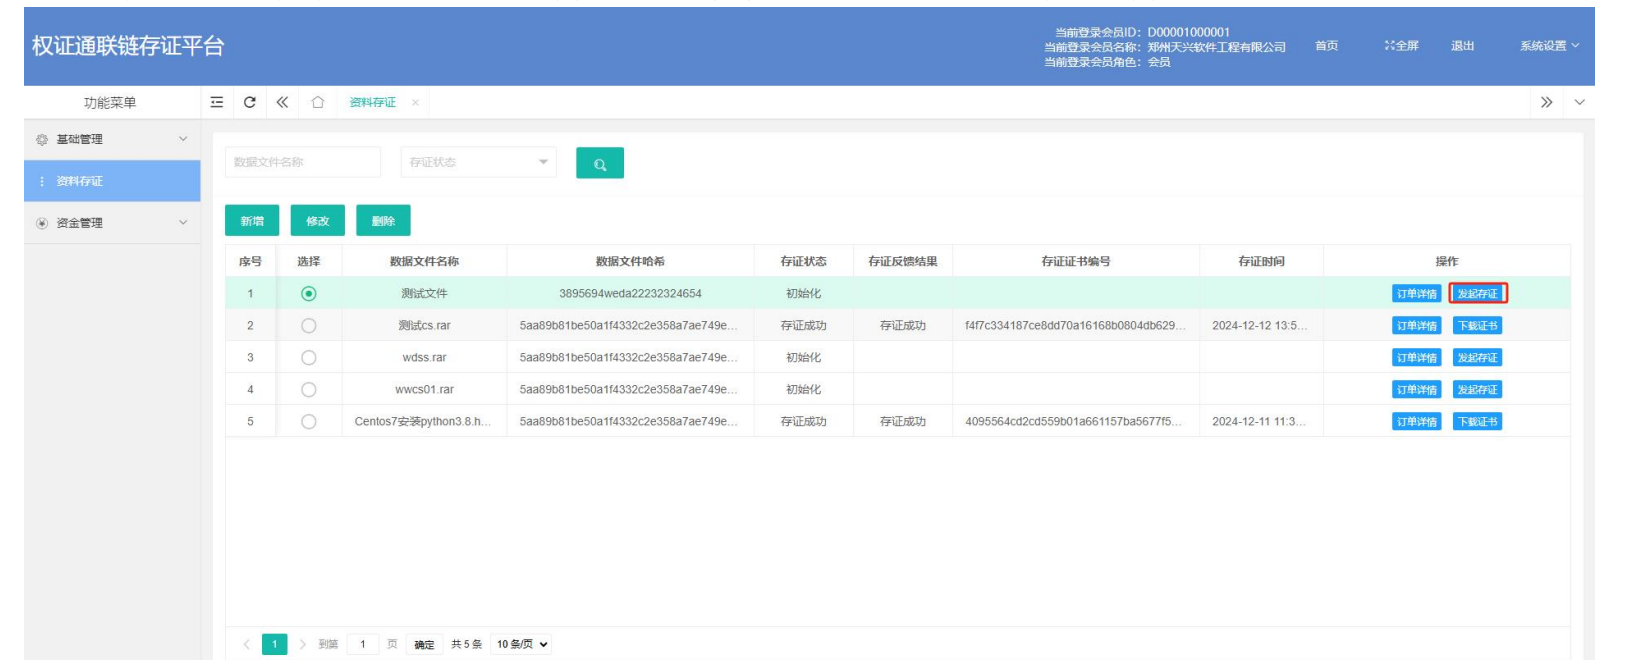 权证通联链存证平台
当前登录会员ID：D00001000001
当前登录会员名称：郑州天兴软件工程有限公司
当前登录会员角色：会员
首页 全屏 退出 系统设置
功能菜单 资料存证 ×
基础管理
资料存证
资金管理
数据文件名称 存证状态
新增 修改 删除
序号 选择 数据文件名称 数据文件哈希 存证状态 存证反馈结果 存证证书编号 存证时间 操作
1 测试文件 3895694weda22232324654 初始化 订单详情 发起存证
2 测试cs.rar 5aa89b81be50a1f4332c2e358a7ae749e... 存证成功 存证成功 f4f7c334187ce8dd70a16168b0804db629... 2024-12-12 13:5... 订单详情 下载证书
3 wdss.rar 5aa89b81be50a1f4332c2e358a7ae749e... 初始化 订单详情 发起存证
4 wwcs01.rar 5aa89b81be50a1f4332c2e358a7ae749e... 初始化 订单详情 发起存证
5 Centos7安装python3.8.h... 5aa89b81be50a1f4332c2e358a7ae749e... 存证成功 存证成功 4095564cd2cd559b01a661157ba5677f5... 2024-12-11 11:3... 订单详情 下载证书
1 到第 1 页 确定 共 5 条 10 条/页